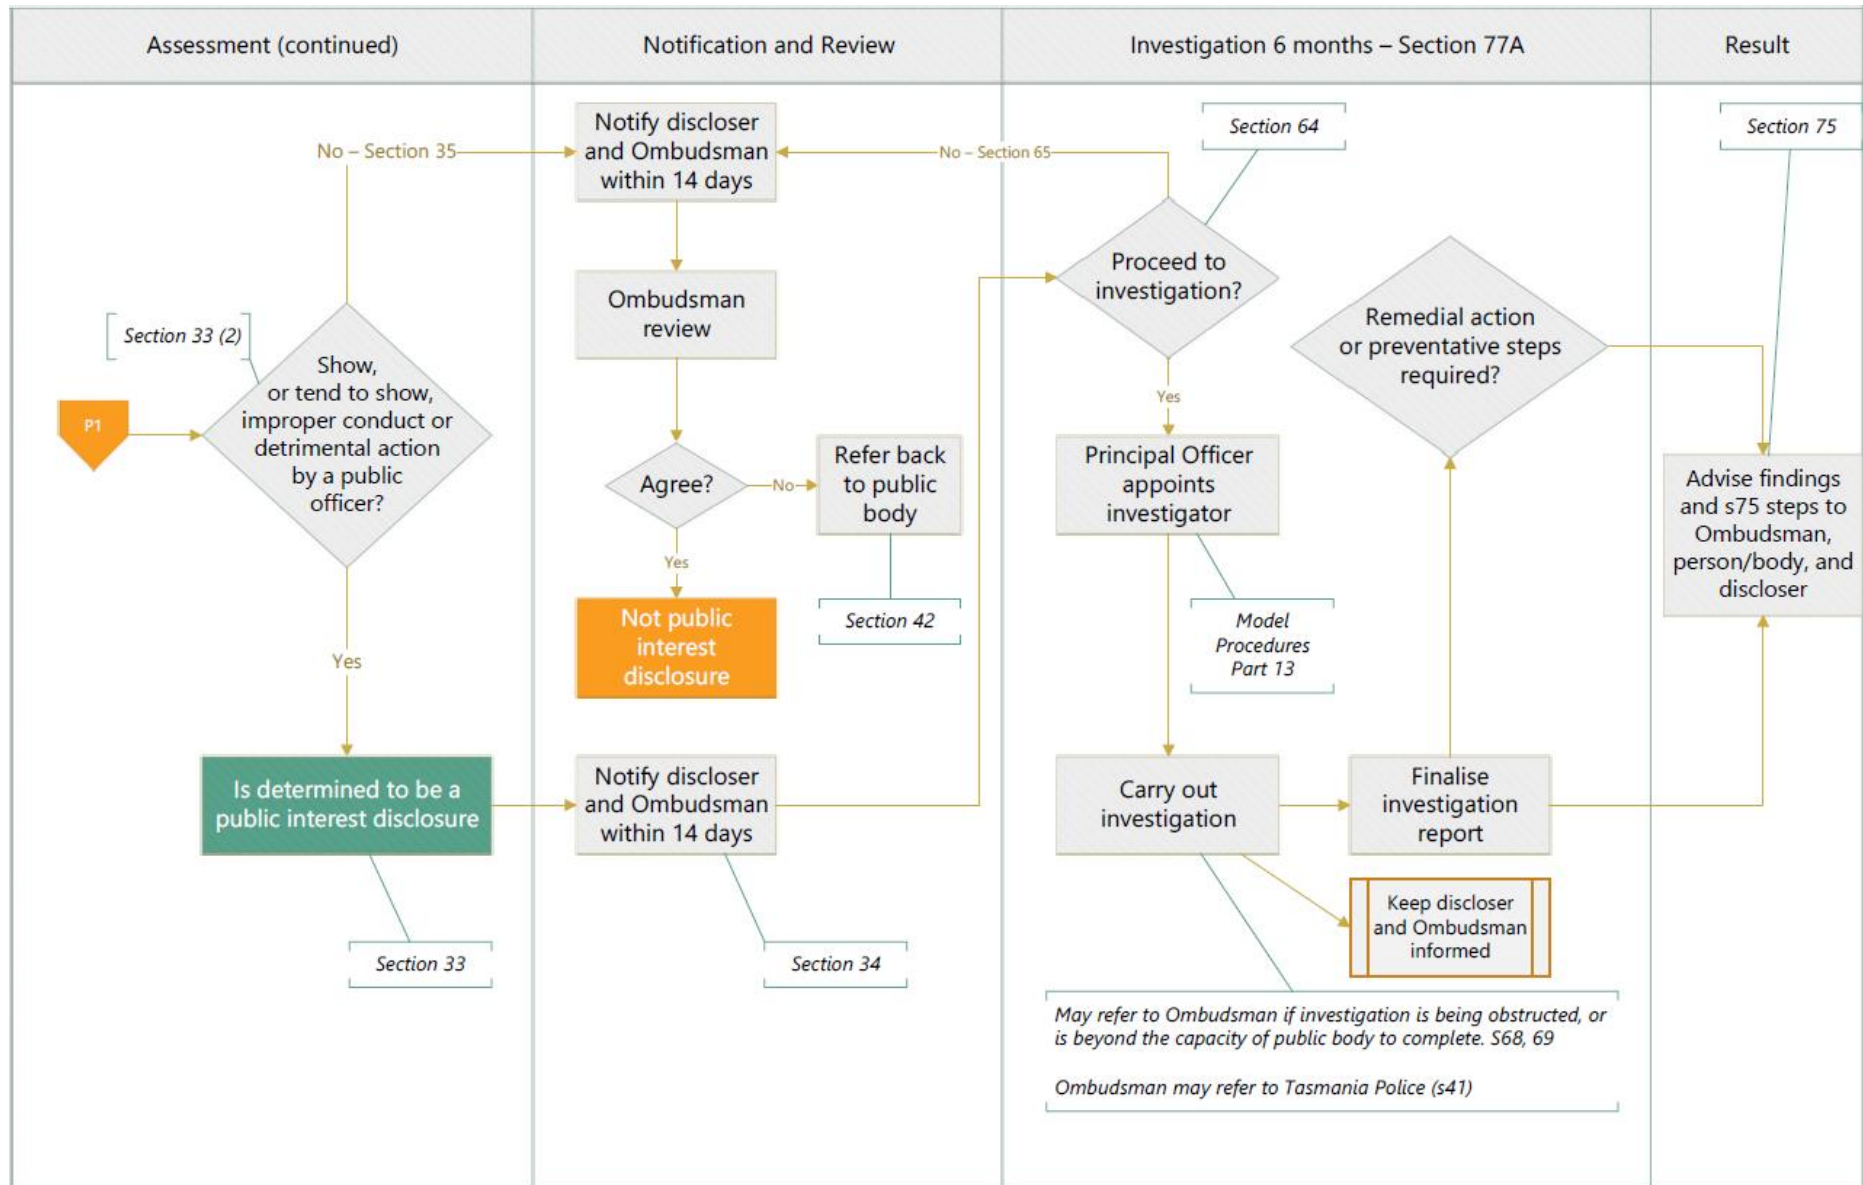 Assessment (continued)
Notification and Review
Investigation 6 months – Section 77A
Result
No – Section 35
Section 33 (2)
P1
Show,
or tend to show,
improper conduct or
detrimental action
by a public
officer?
Yes
Is determined to be a
public interest disclosure
Section 33
Notify discloser
and Ombudsman
within 14 days
Ombudsman
review
Agree?
No
Refer back
to public
body
Section 42
Yes
Not public
interest
disclosure
Notify discloser
and Ombudsman
within 14 days
Section 34
No – Section 65
Section 64
Proceed to
investigation?
Yes
Principal Officer
appoints
investigator
Model
Procedures
Part 13
Carry out
investigation
Finalise
investigation
report
Keep discloser
and Ombudsman
informed
May refer to Ombudsman if investigation is being obstructed, or
is beyond the capacity of public body to complete. S68, 69
Ombudsman may refer to Tasmania Police (s41)
Remedial action
or preventative steps
required?
Section 75
Advise findings
and s75 steps to
Ombudsman,
person/body, and
discloser